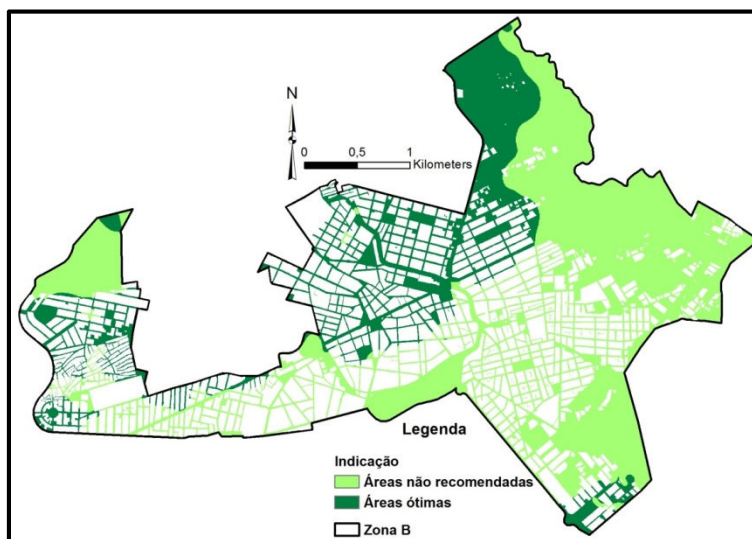 N
0 0,5 1
Kilometers
Legenda
Indicação
Áreas não recomendadas
Áreas ótimas
Zona B